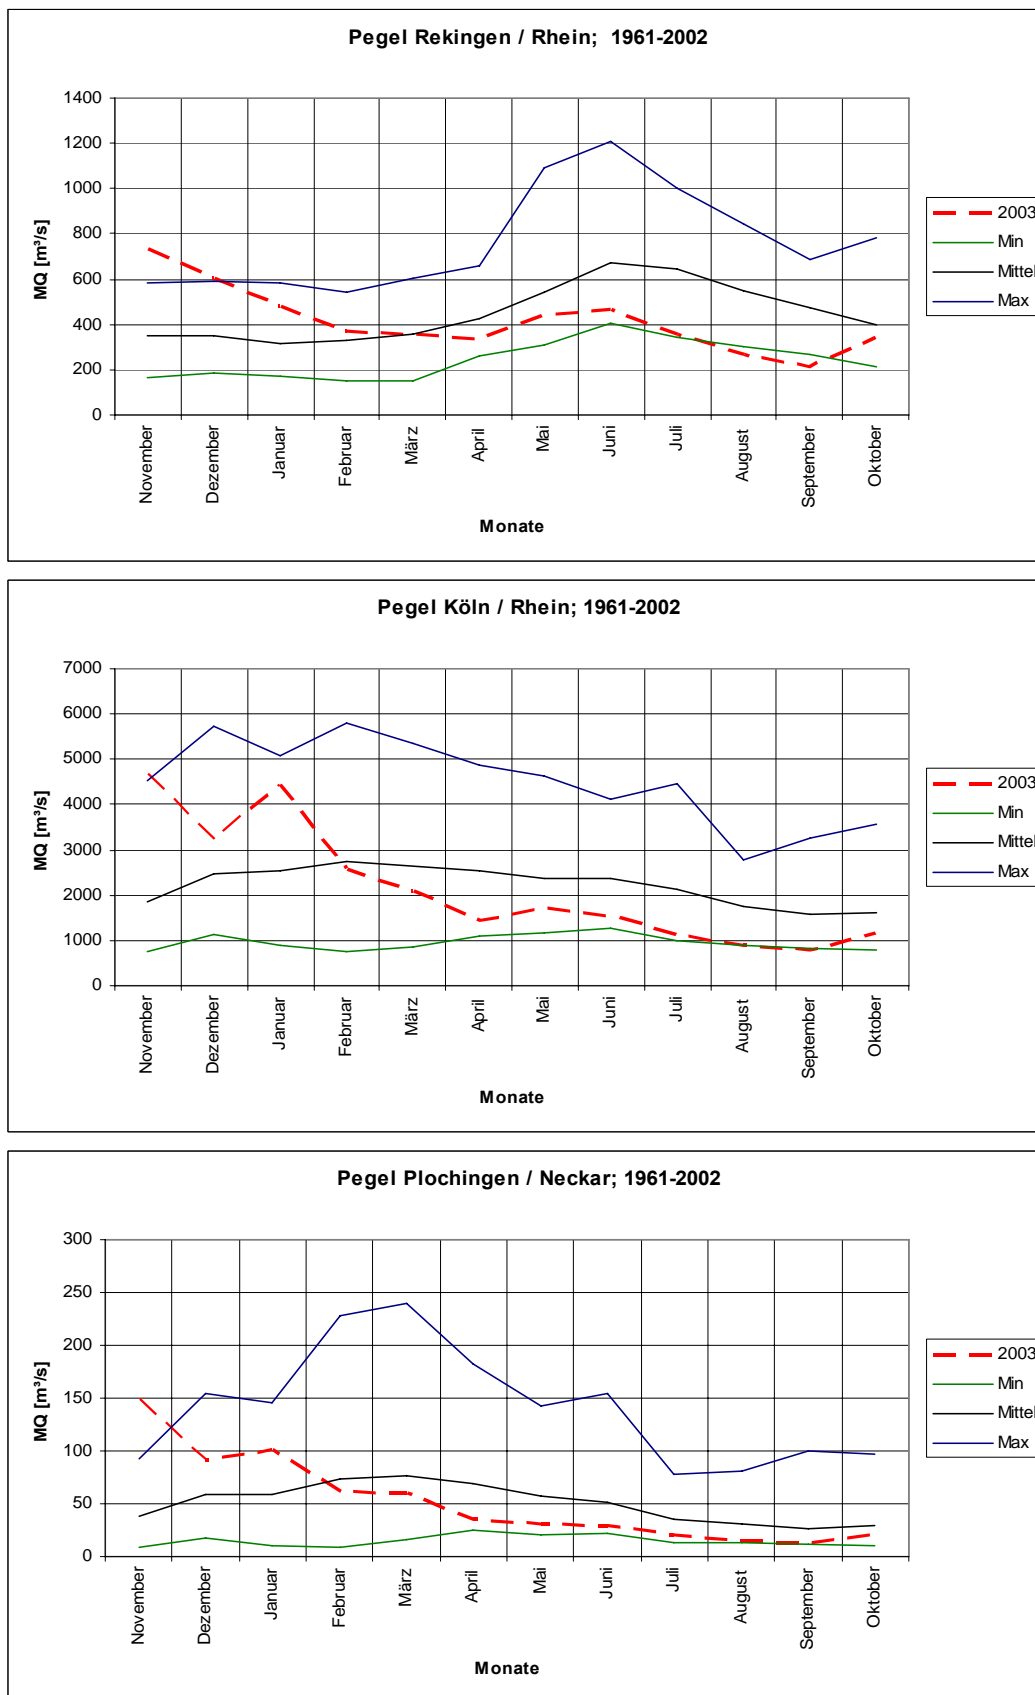 Pegel Rekingen / Rhein;  1961-2002
1400
1200
1000
800
600
400
200
0
MQ [m³/s]
November
Dezember
Januar
Februar
März
April
Mai
Juni
Juli
August
September
Oktober
Monate
2003
Min
Mittel
Max
Pegel Köln / Rhein; 1961-2002
7000
6000
5000
4000
3000
2000
1000
0
MQ [m³/s]
November
Dezember
Januar
Februar
März
April
Mai
Juni
Juli
August
September
Oktober
Monate
2003
Min
Mittel
Max
Pegel Plochingen / Neckar; 1961-2002
300
250
200
150
100
50
0
MQ [m³/s]
November
Dezember
Januar
Februar
März
April
Mai
Juni
Juli
August
September
Oktober
Monate
2003
Min
Mittel
Max